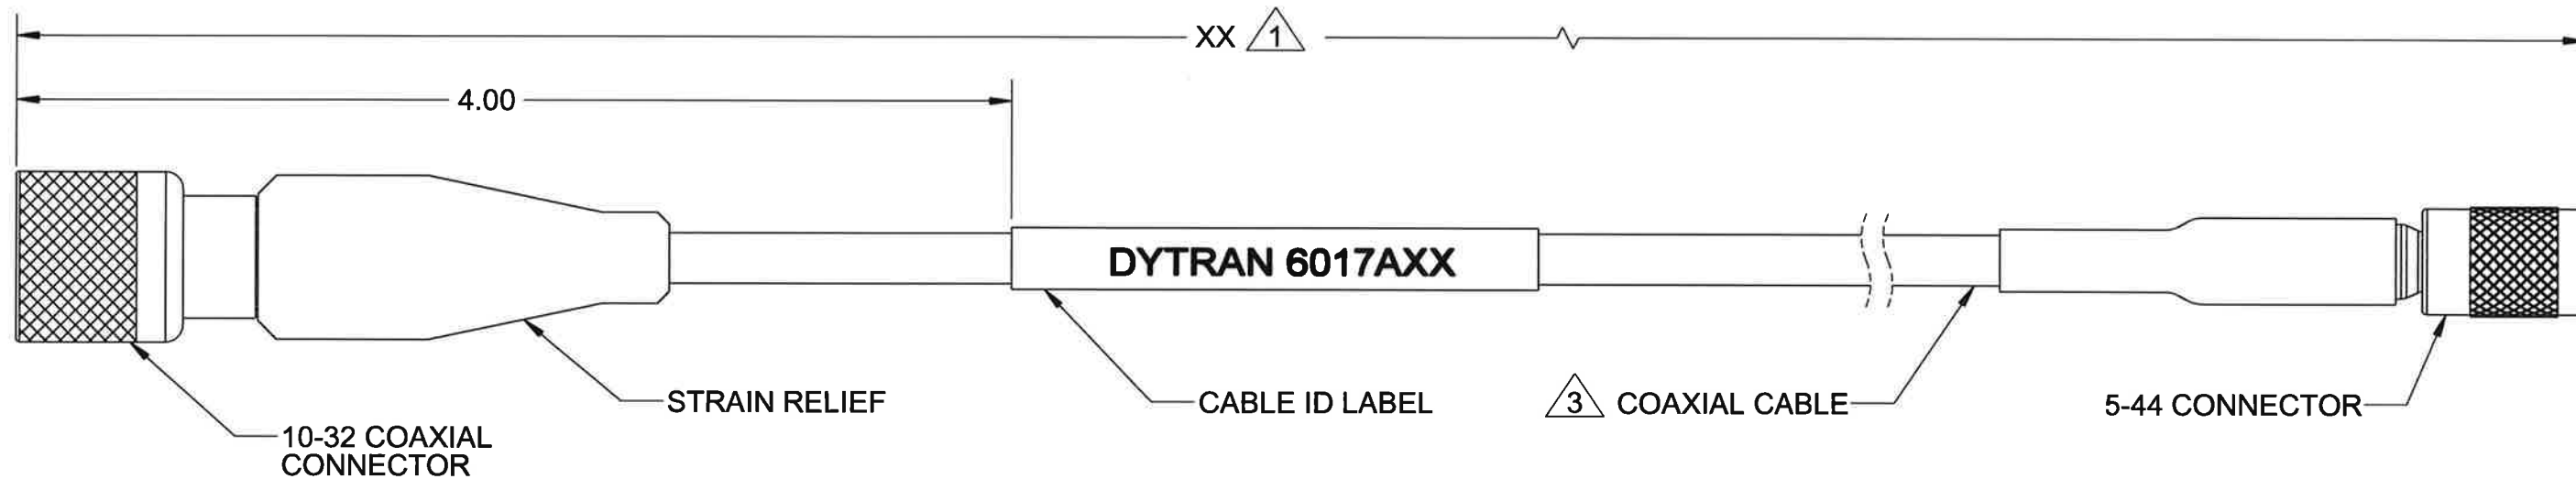 XX 1
4.00
DYTRAN 6017AXX
STRAIN RELIEF
CABLE ID LABEL
3 COAXIAL CABLE
5-44 CONNECTOR
10-32 COAXIAL
CONNECTOR